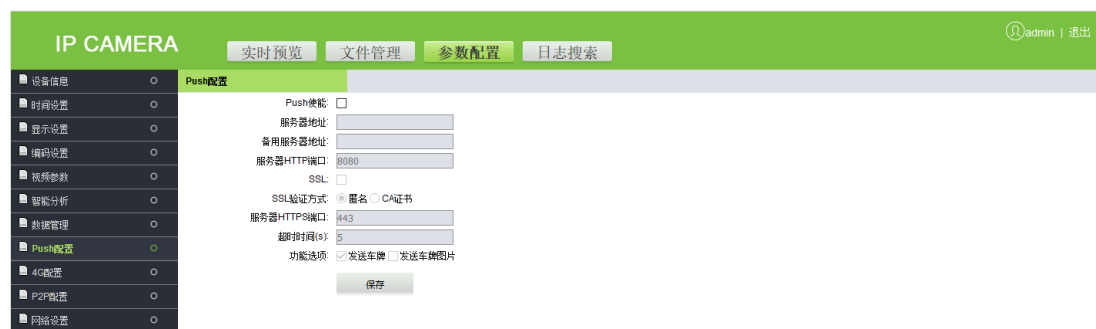 admin | 退出
IP CAMERA
实时预览 文件管理 参数配置 日志搜索
设备信息
时间设置
显示设置
编码设置
视频参数
智能分析
数据管理
Push配置
4G配置
P2P配置
网络设置
Push配置
Push使能:
服务器地址:
备用服务器地址:
服务器HTTP端口: 8080
SSL:
SSL验证方式: 匿名 CA证书
服务器HTTPS端口: 443
超时时间(s): 5
功能选项: 发送车牌 发送车牌图片
保存